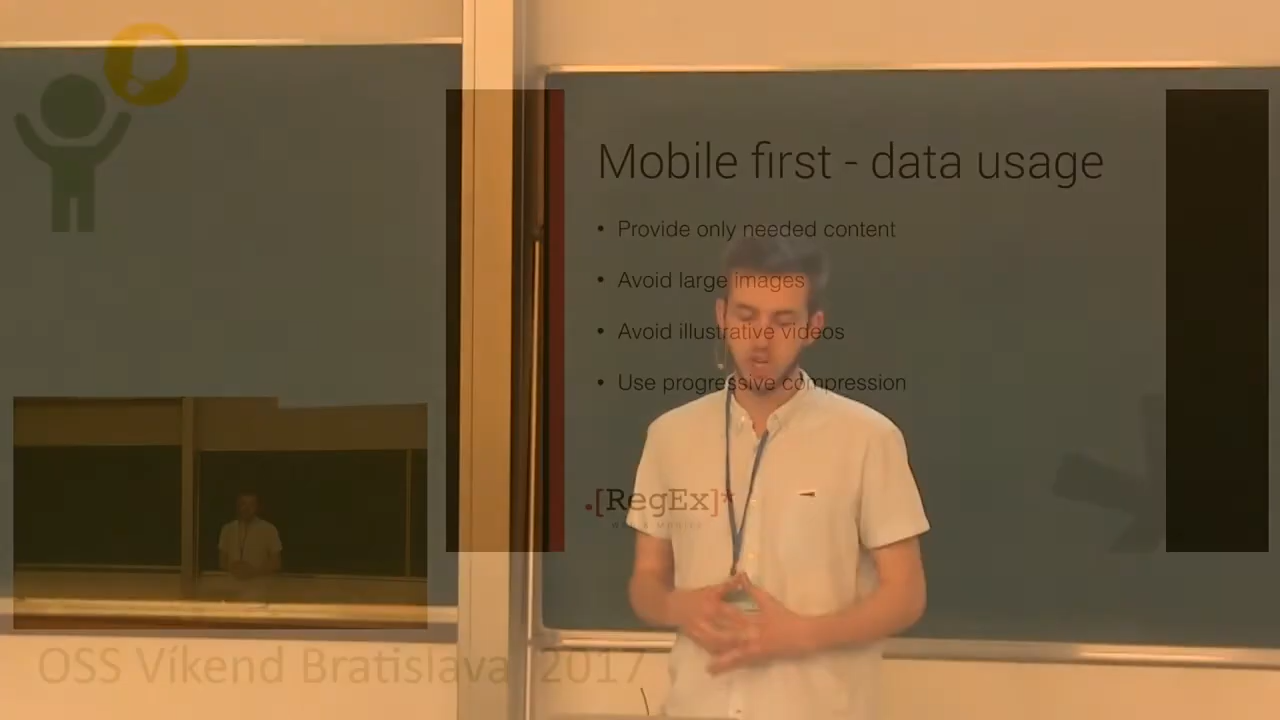 Mobile first - data usage
• Provide only needed content
• Avoid large images
• Avoid illustrative videos
• Use progressive compression
.[RegEx]*
OSS Víkend Bratislava 2017